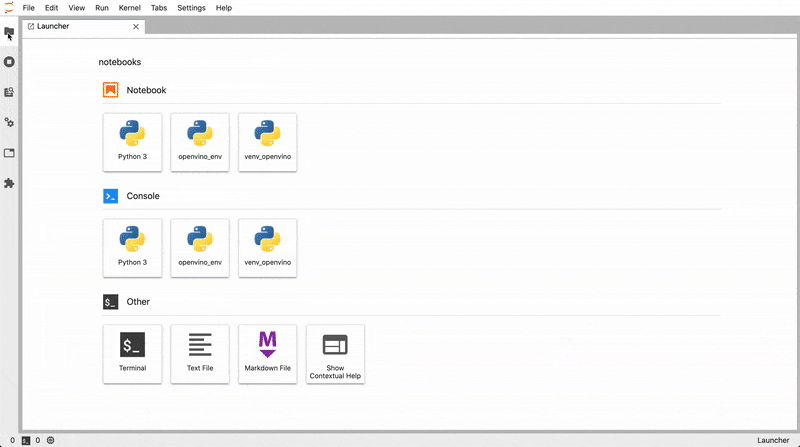 File Edit View Run Kernel Tabs Settings Help
Launcher
notebooks
Notebook
Python 3 openvino_env venv_openvino
>_ Console
Python 3 openvino_env venv_openvino
$_ Other
$_ M
Terminal Text File Markdown File Show
Contextual Help
0 $_ 0 Launcher